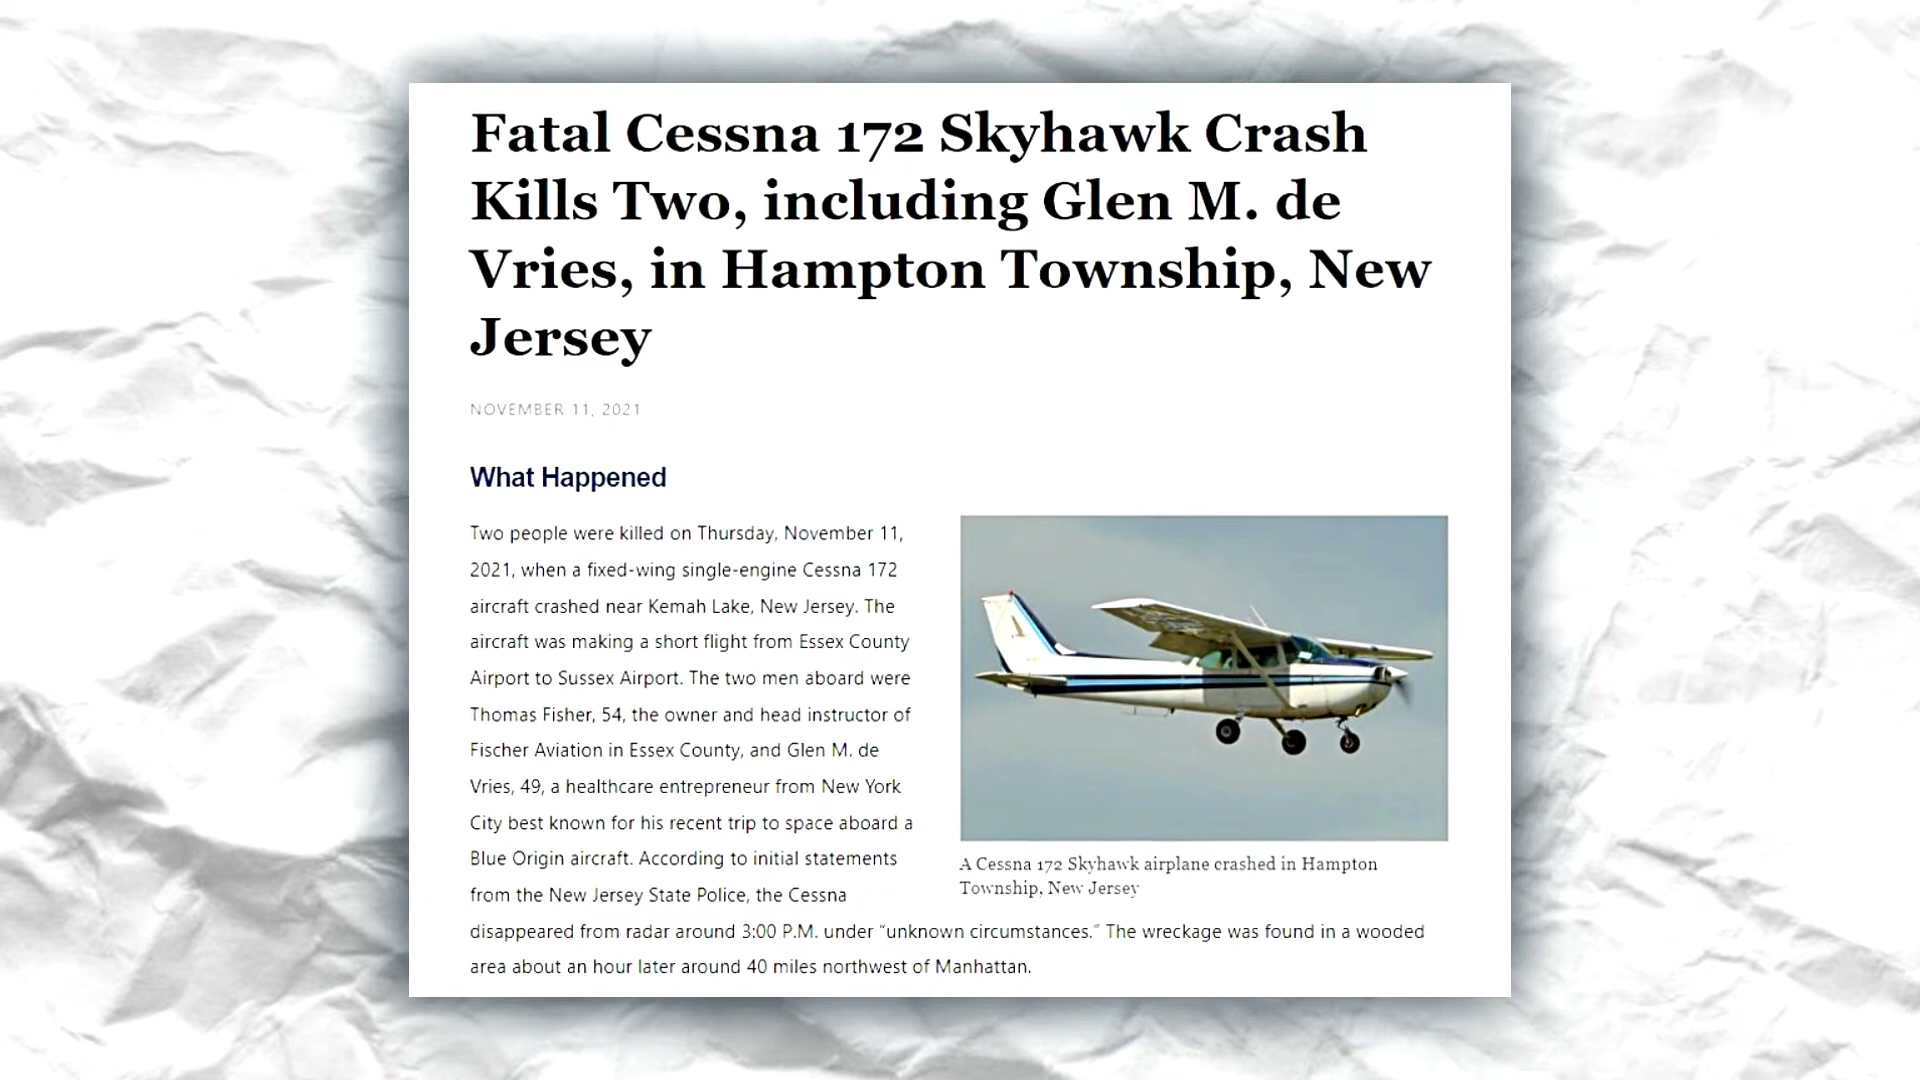 Fatal Cessna 172 Skyhawk Crash
Kills Two, including Glen M. de
Vries, in Hampton Township, New
Jersey
NOVEMBER 11, 2021
What Happened
Two people were killed on Thursday, November 11,
2021, when a fixed-wing single-engine Cessna 172
aircraft crashed near Kemah Lake, New Jersey. The
aircraft was making a short flight from Essex County
Airport to Sussex Airport. The two men aboard were
Thomas Fisher, 54, the owner and head instructor of
Fischer Aviation in Essex County, and Glen M. de
Vries, 49, a healthcare entrepreneur from New York
City best known for his recent trip to space aboard a
Blue Origin aircraft. According to initial statements
from the New Jersey State Police, the Cessna
disappeared from radar around 3:00 P.M. under “unknown circumstances.” The wreckage was found in a wooded
area about an hour later around 40 miles northwest of Manhattan.
A Cessna 172 Skyhawk airplane crashed in Hampton
Township, New Jersey